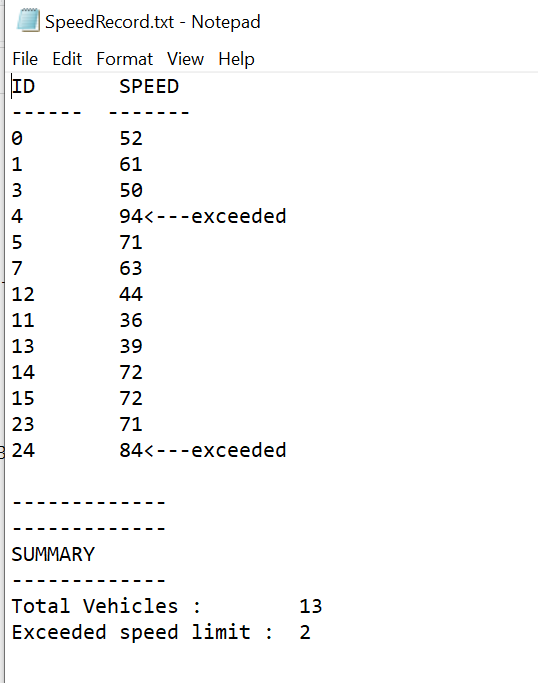 SpeedRecord.txt - Notepad
File Edit Format View Help
ID SPEED
------ -------
0 52
1 61
3 50
4 94<---exceeded
5 71
7 63
12 44
11 36
13 39
14 72
15 72
23 71
24 84<---exceeded
-------------
-------------
SUMMARY
-------------
Total Vehicles : 13
Exceeded speed limit : 2